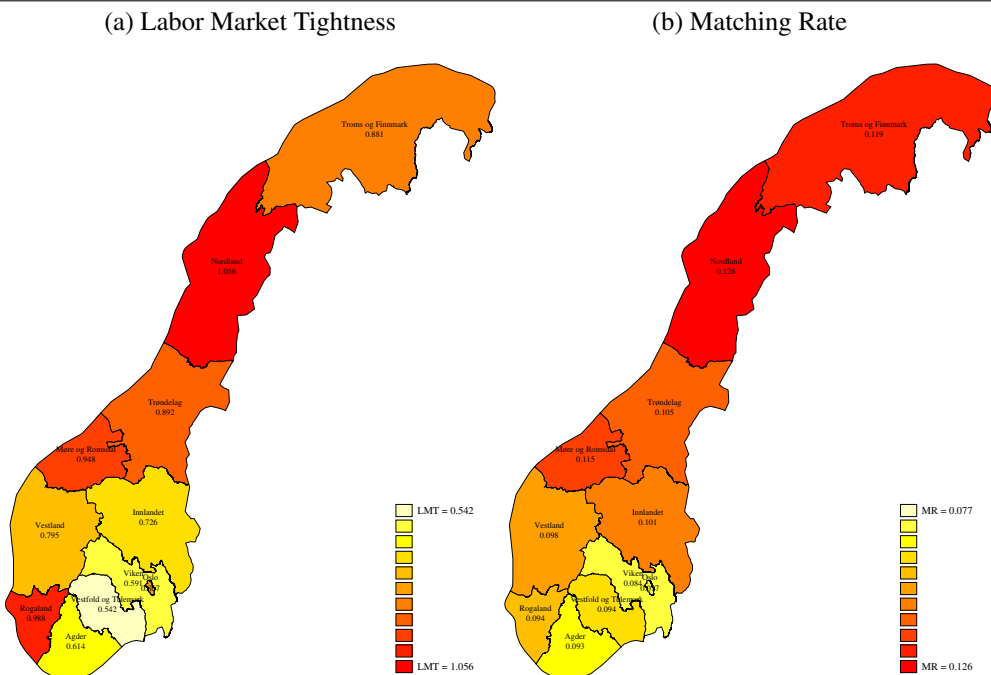 (a) Labor Market Tightness
Troms og Finnmark
0.881
Nordland
1.056
Trøndelag
0.892
Møre og Romsdal
0.948
Innlandet
0.726
Vestland
0.795
Viken
0.591
Oslo
Vestfold og Telemark
0.542
Rogaland
0.988
Agder
0.614
LMT = 0.542
LMT = 1.056
(b) Matching Rate
Troms og Finnmark
0.119
Nordland
0.126
Trøndelag
0.105
Møre og Romsdal
0.115
Innlandet
0.101
Vestland
0.098
Viken
0.084
Oslo
Vestfold og Telemark
0.094
Rogaland
0.094
Agder
0.093
MR = 0.077
MR = 0.126